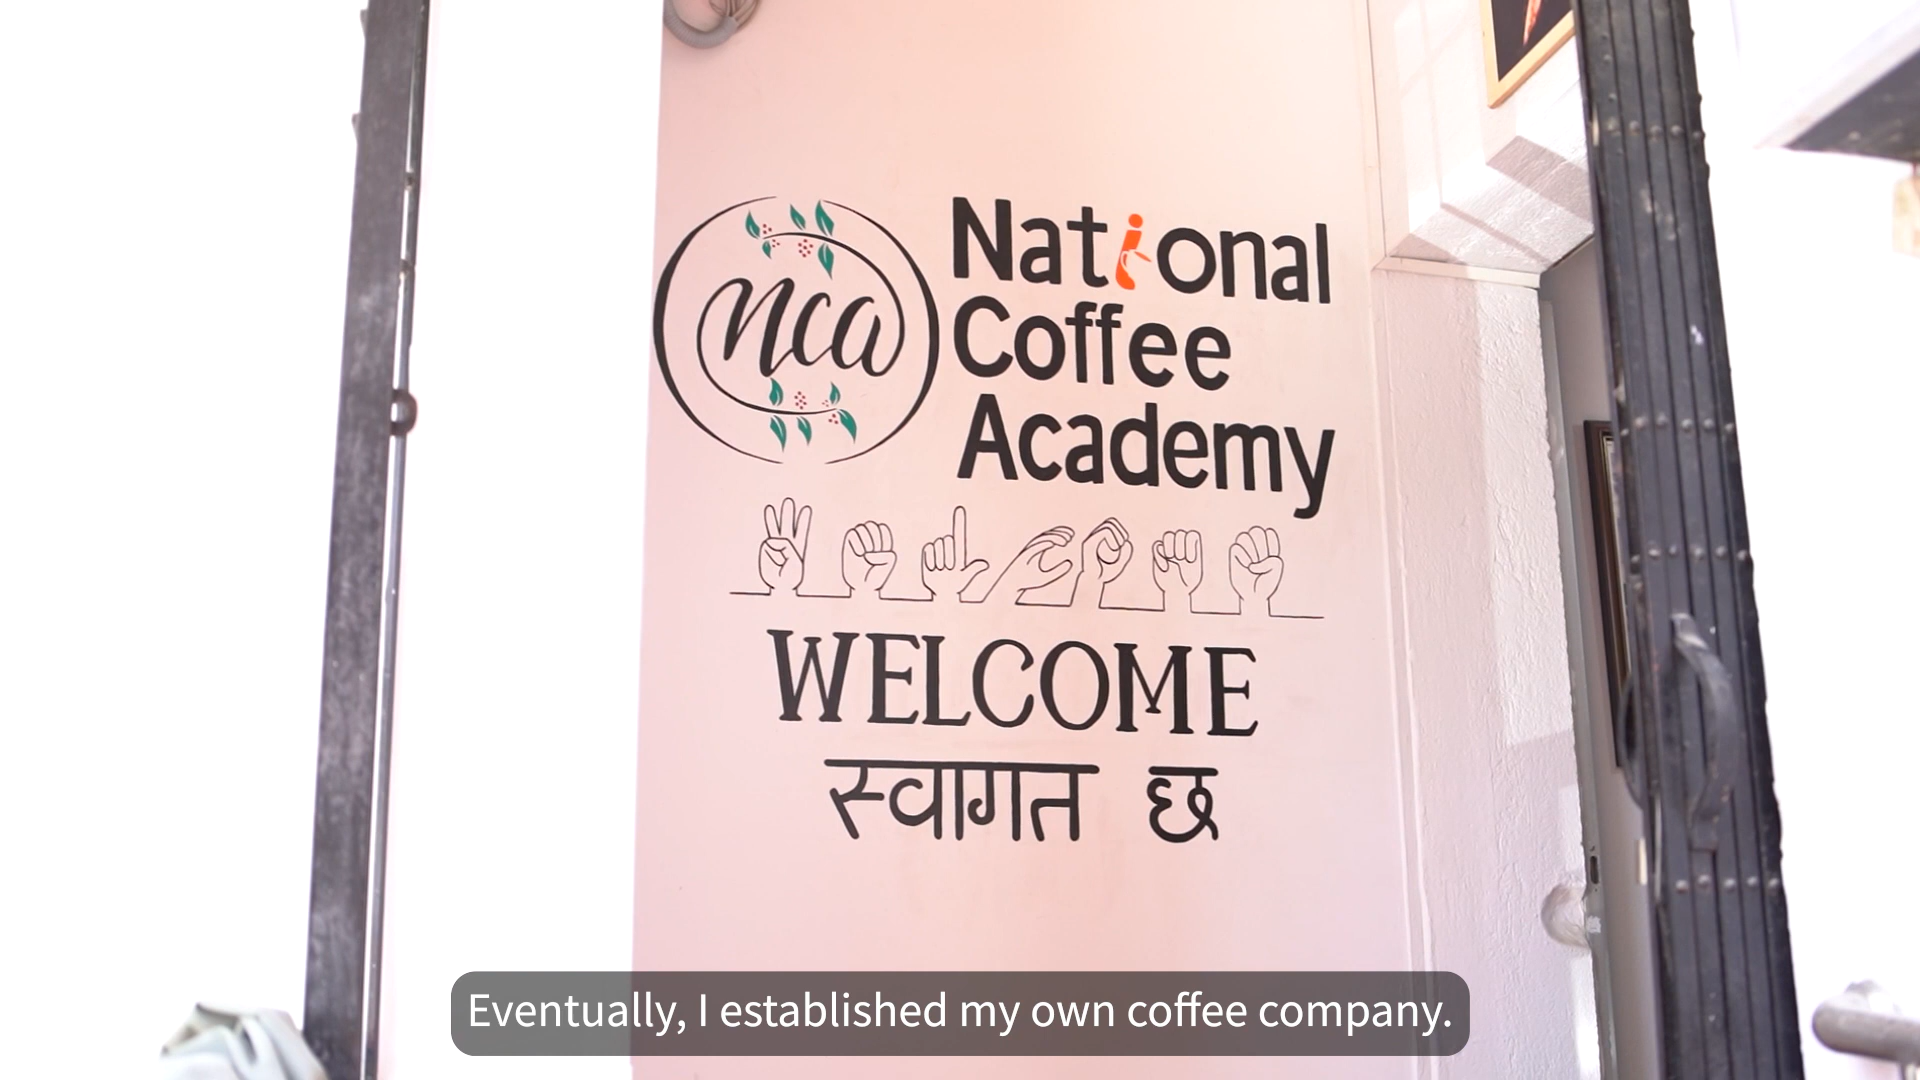 nca
National
Coffee
Academy
WELCOME
स्वागत छ
Eventually, I established my own coffee company.